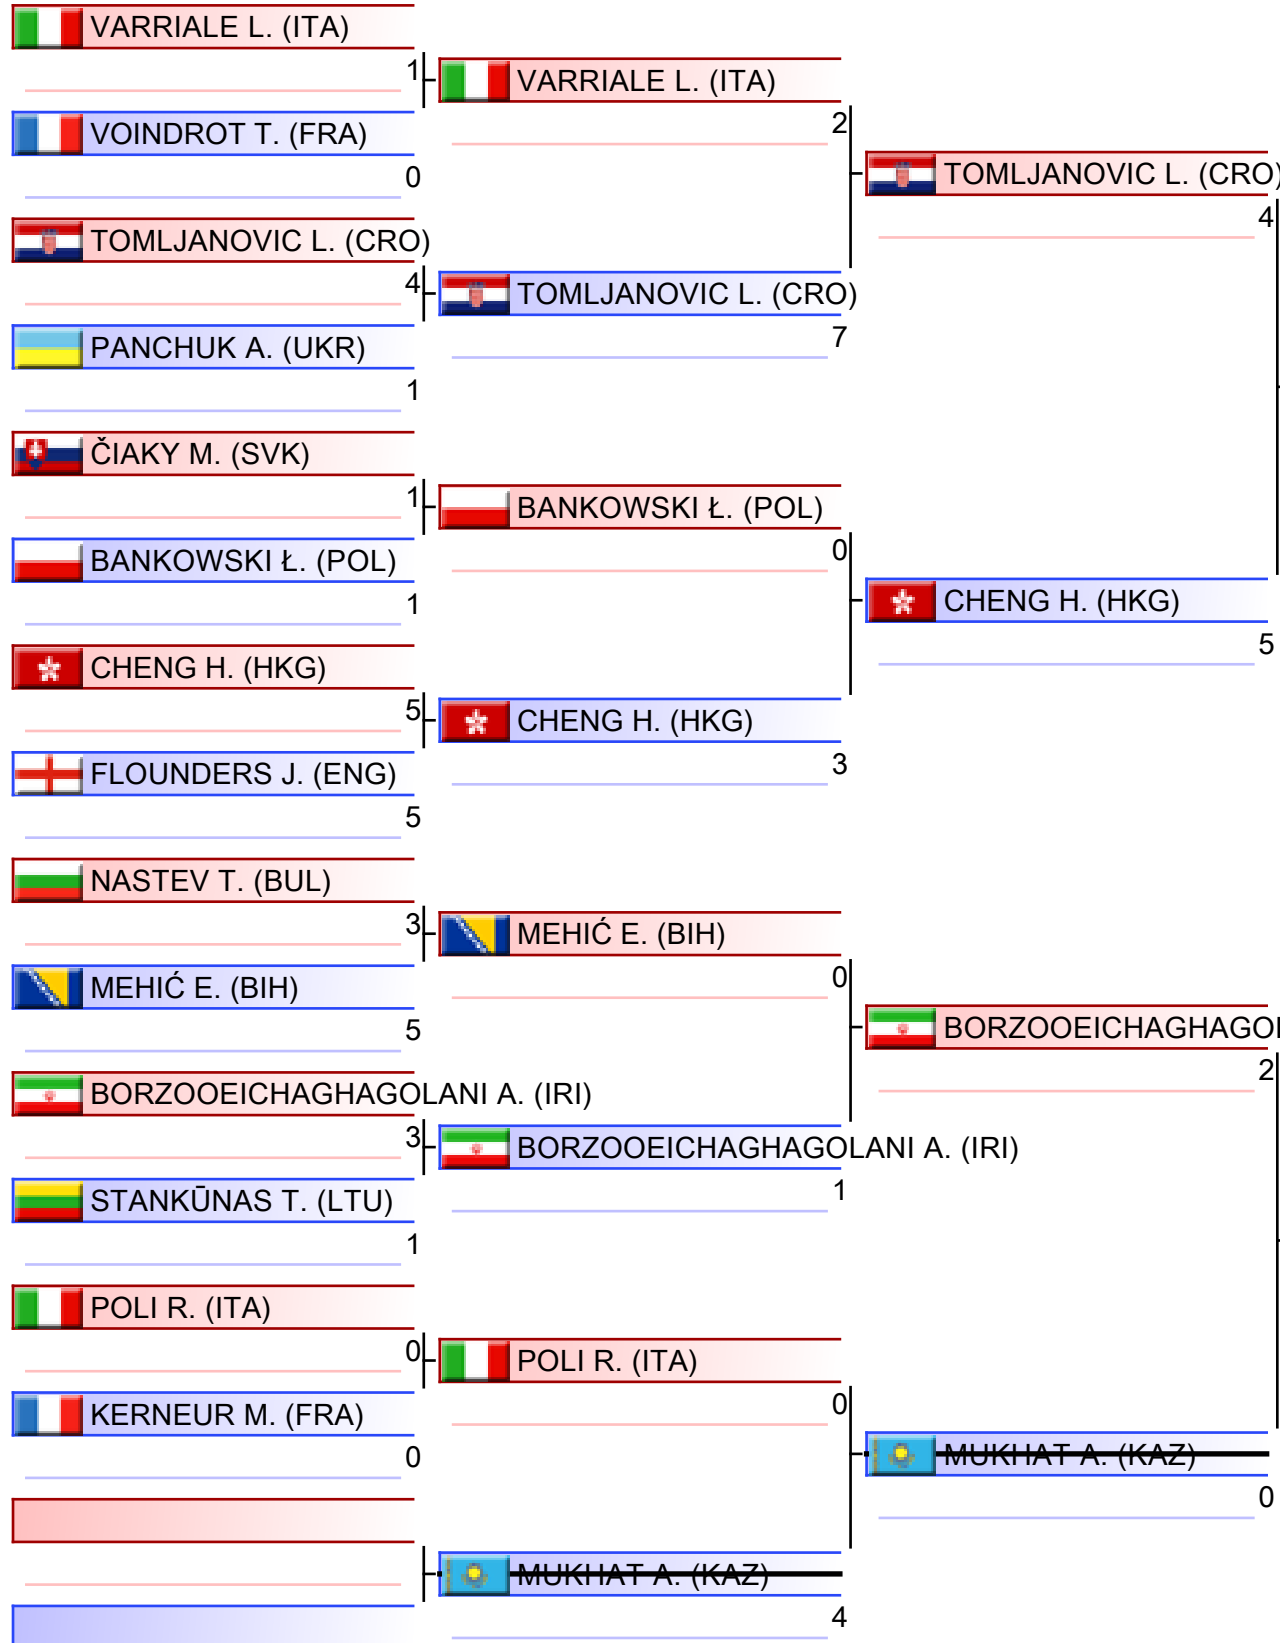 VARRIALE L. (ITA)
1
VOINDROT T. (FRA)
0
TOMLJANOVIC L. (CRO)
4
PANCHUK A. (UKR)
1
ČIAKY M. (SVK)
1
BANKOWSKI Ł. (POL)
1
CHENG H. (HKG)
5
FLOUNDERS J. (ENG)
5
NASTEV T. (BUL)
3
MEHIĆ E. (BIH)
5
BORZOOEICHAGHAGOLANI A. (IRI)
3
STANKŪNAS T. (LTU)
1
POLI R. (ITA)
0
KERNEUR M. (FRA)
0
VARRIALE L. (ITA)
2
TOMLJANOVIC L. (CRO)
7
BANKOWSKI Ł. (POL)
0
CHENG H. (HKG)
3
MEHIĆ E. (BIH)
0
BORZOOEICHAGHAGOLANI A. (IRI)
1
POLI R. (ITA)
0
MUKHAT A. (KAZ)
4
TOMLJANOVIC L. (CRO)
4
CHENG H. (HKG)
5
BORZOOEICHAGHAGOL
2
MUKHAT A. (KAZ)
0